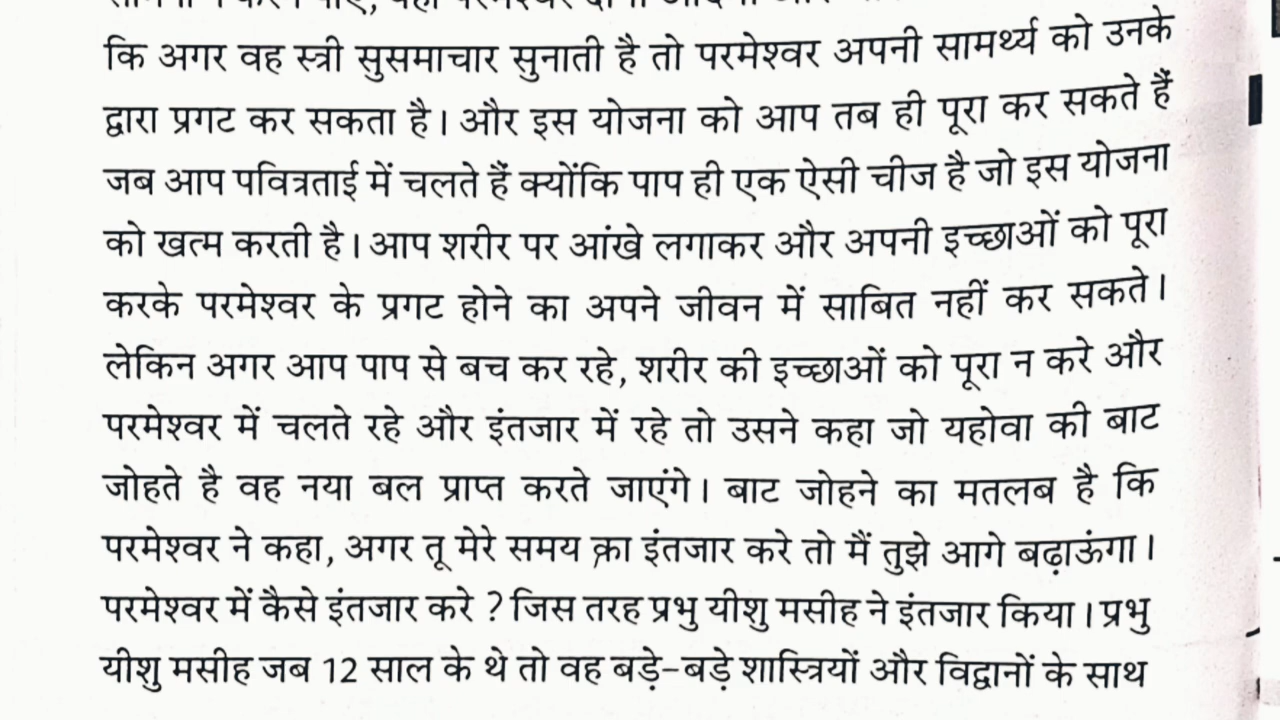 कि अगर वह स्त्री सुसमाचार सुनाती है तो परमेश्वर अपनी सामर्थ्य को उनके
द्वारा प्रगट कर सकता है। और इस योजना को आप तब ही पूरा कर सकते हैं
जब आप पवित्रताई में चलते हैं क्योंकि पाप ही एक ऐसी चीज है जो इस योजना
को खत्म करती है। आप शरीर पर आंखे लगाकर और अपनी इच्छाओं को पूरा
करके परमेश्वर के प्रगट होने का अपने जीवन में साबित नहीं कर सकते।
लेकिन अगर आप पाप से बच कर रहे, शरीर की इच्छाओं को पूरा न करे और
परमेश्वर में चलते रहे और इंतजार में रहे तो उसने कहा जो यहोवा की बाट
जोहते है वह नया बल प्राप्त करते जाएंगे। बाट जोहने का मतलब है कि
परमेश्वर ने कहा, अगर तू मेरे समय का इंतजार करे तो मैं तुझे आगे बढ़ाऊंगा।
परमेश्वर में कैसे इंतजार करे ? जिस तरह प्रभु यीशु मसीह ने इंतजार किया। प्रभु
यीशु मसीह जब 12 साल के थे तो वह बड़े-बड़े शास्त्रियों और विद्वानों के साथ